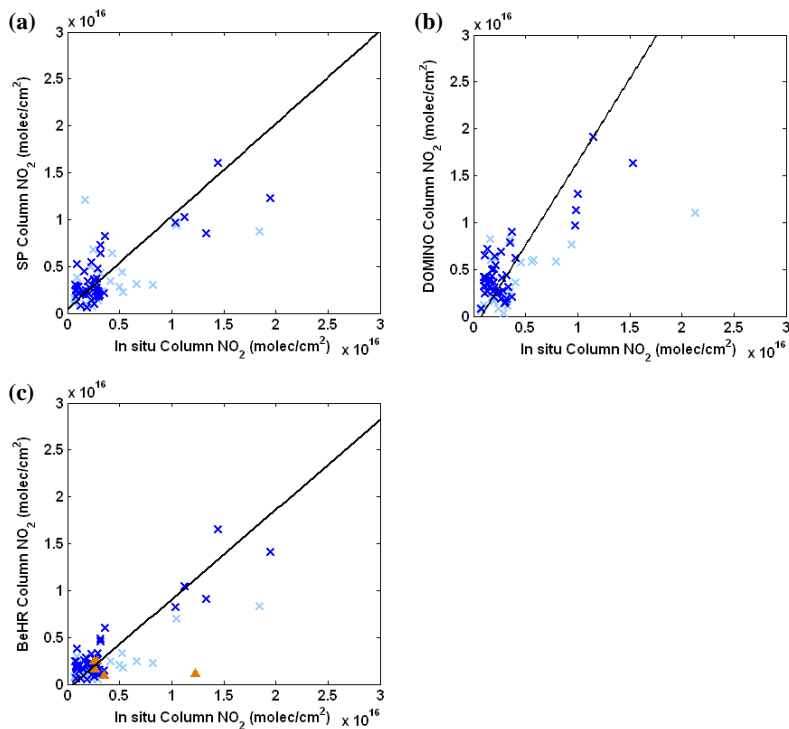 (a)
x 10^16
3
2.5
2
1.5
1
0.5
0
SP Column NO2 (molec/cm2)
0 0.5 1 1.5 2 2.5 3
In situ Column NO2 (molec/cm2) x 10^16
(b)
x 10^16
3
2.5
2
1.5
1
0.5
0
DOMINO Column NO2 (molec/cm2)
0 0.5 1 1.5 2 2.5 3
In situ Column NO2 (molec/cm2) x 10^16
(c)
x 10^16
3
2.5
2
1.5
1
0.5
0
BeHR Column NO2 (molec/cm2)
0 0.5 1 1.5 2 2.5 3
In situ Column NO2 (molec/cm2) x 10^16